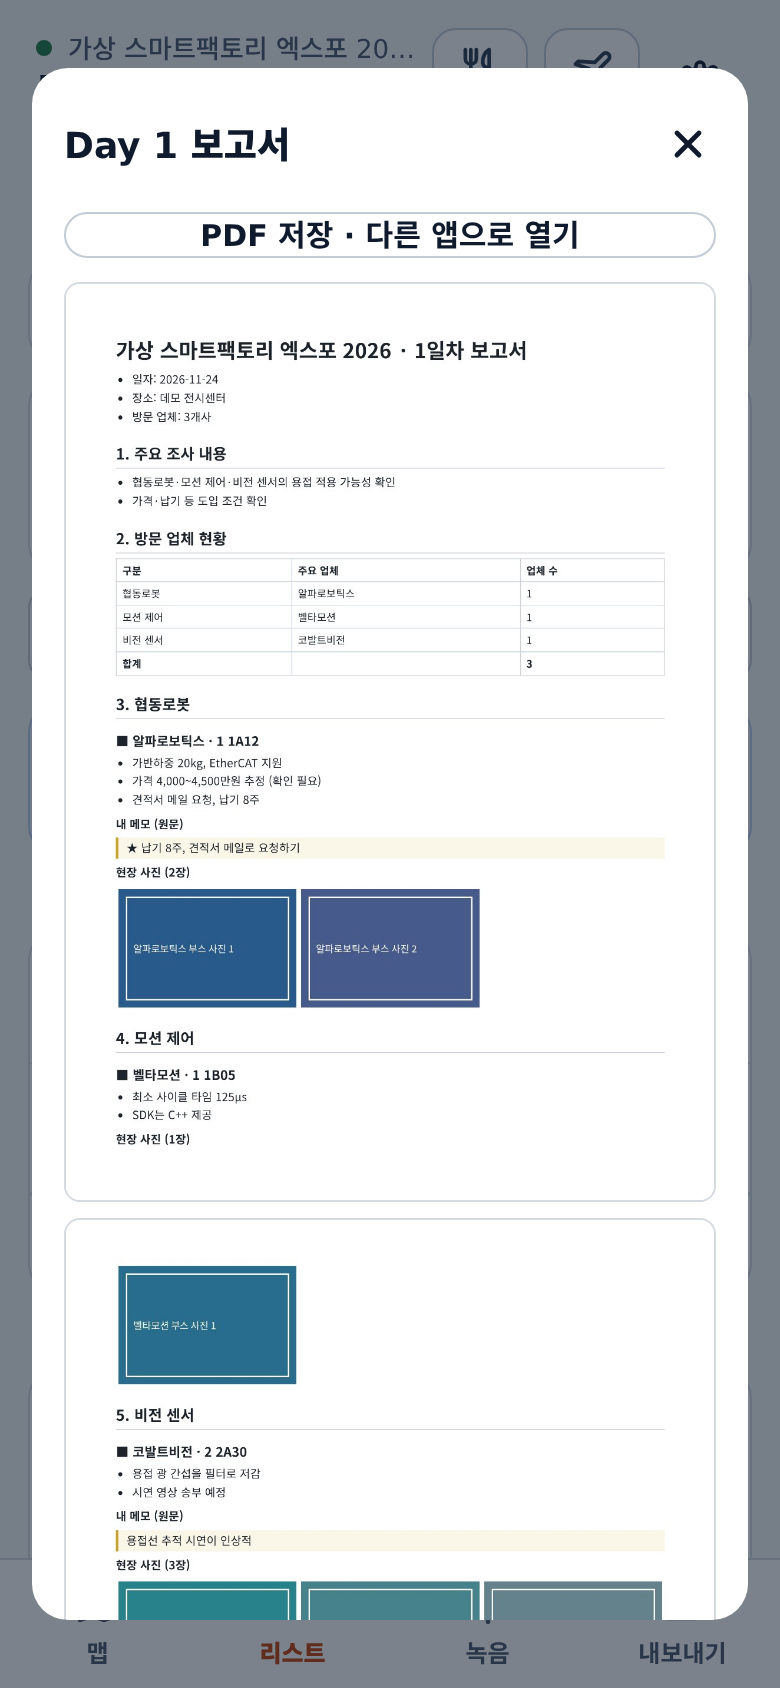 가상 스마트팩토리 엑스포 20...
Day 1 보고서
PDF 저장 · 다른 앱으로 열기
가상 스마트팩토리 엑스포 2026 · 1일차 보고서
• 일자: 2026-11-24
• 장소: 데모 전시센터
• 방문 업체: 3개사
1. 주요 조사 내용
• 협동로봇·모션 제어·비전 센서의 용접 적용 가능성 확인
• 가격·납기 등 도입 조건 확인
2. 방문 업체 현황
구분 주요 업체 업체 수
협동로봇 알파로보틱스 1
모션 제어 벨타모션 1
비전 센서 코발트비전 1
합계 3
3. 협동로봇
■ 알파로보틱스 · 1 1A12
• 가반하중 20kg, EtherCAT 지원
• 가격 4,000~4,500만원 추정 (확인 필요)
• 견적서 메일 요청, 납기 8주
내 메모 (원문)
★ 납기 8주, 견적서 메일로 요청하기
현장 사진 (2장)
알파로보틱스 부스 사진 1 알파로보틱스 부스 사진 2
4. 모션 제어
■ 벨타모션 · 1 1B05
• 최소 사이클 타임 125μs
• SDK는 C++ 제공
현장 사진 (1장)
벨타모션 부스 사진 1
5. 비전 센서
■ 코발트비전 · 2 2A30
• 용접 광 간섭을 필터로 저감
• 시연 영상 송부 예정
내 메모 (원문)
용접선 추적 시연이 인상적
현장 사진 (3장)
맵 리스트 녹음 내보내기